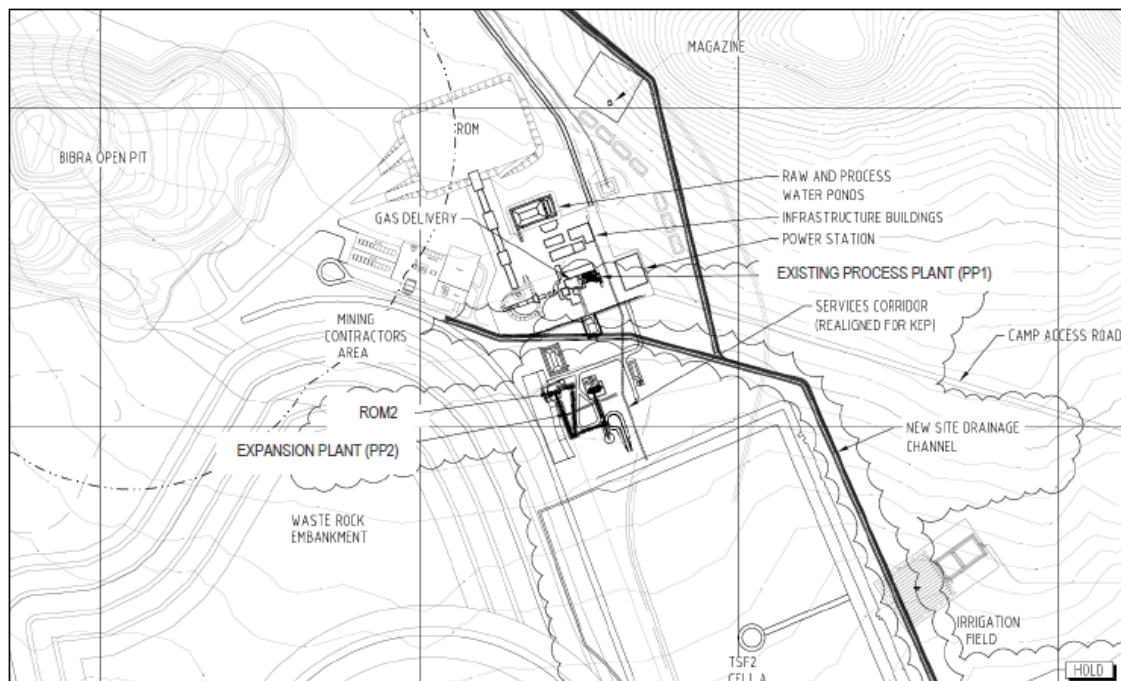 MAGAZINE
ROM
BIBRA OPEN PIT
RAW AND PROCESS
WATER PONDS
GAS DELIVERY
INFRASTRUCTURE BUILDINGS
POWER STATION
EXISTING PROCESS PLANT (PP1)
SERVICES CORRIDOR
(REALIGNED FOR KEP)
MINING
CONTRACTORS
AREA
CAMP ACCESS ROAD
ROM2
NEW SITE DRAINAGE
CHANNEL
EXPANSION PLANT (PP2)
WASTE ROCK
EMBANKMENT
IRRIGATION
FIELD
TSF2
CELL A
HOLD